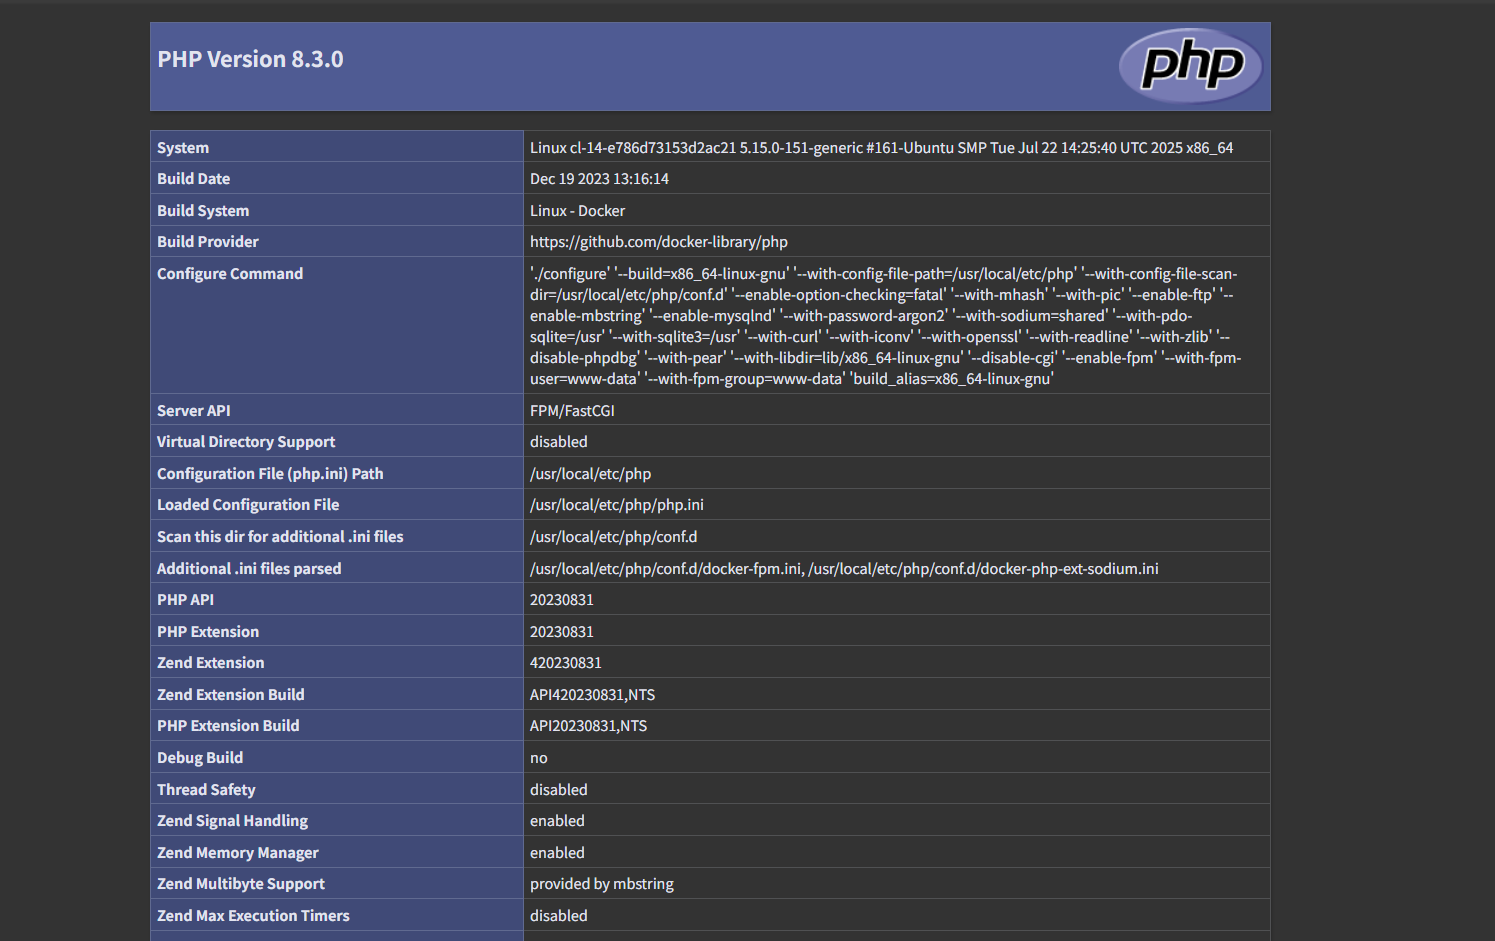 PHP Version 8.3.0
php
System Linux cl-14-e786d73153d2ac21 5.15.0-151-generic #161-Ubuntu SMP Tue Jul 22 14:25:40 UTC 2025 x86_64
Build Date Dec 19 2023 13:16:14
Build System Linux - Docker
Build Provider https://github.com/docker-library/php
Configure Command './configure' '--build=x86_64-linux-gnu' '--with-config-file-path=/usr/local/etc/php' '--with-config-file-scan-
dir=/usr/local/etc/php/conf.d' '--enable-option-checking=fatal' '--with-mhash' '--with-pic' '--enable-ftp' '--
enable-mbstring' '--enable-mysqlnd' '--with-password-argon2' '--with-sodium=shared' '--with-pdo-
sqlite=/usr' '--with-sqlite3=/usr' '--with-curl' '--with-iconv' '--with-openssl' '--with-readline' '--with-zlib' '--
disable-phpdbg' '--with-pear' '--with-libdir=lib/x86_64-linux-gnu' '--disable-cgi' '--enable-fpm' '--with-fpm-
user=www-data' '--with-fpm-group=www-data' 'build_alias=x86_64-linux-gnu'
Server API FPM/FastCGI
Virtual Directory Support disabled
Configuration File (php.ini) Path /usr/local/etc/php
Loaded Configuration File /usr/local/etc/php/php.ini
Scan this dir for additional .ini files /usr/local/etc/php/conf.d
Additional .ini files parsed /usr/local/etc/php/conf.d/docker-fpm.ini, /usr/local/etc/php/conf.d/docker-php-ext-sodium.ini
PHP API 20230831
PHP Extension 20230831
Zend Extension 420230831
Zend Extension Build API420230831,NTS
PHP Extension Build API20230831,NTS
Debug Build no
Thread Safety disabled
Zend Signal Handling enabled
Zend Memory Manager enabled
Zend Multibyte Support provided by mbstring
Zend Max Execution Timers disabled